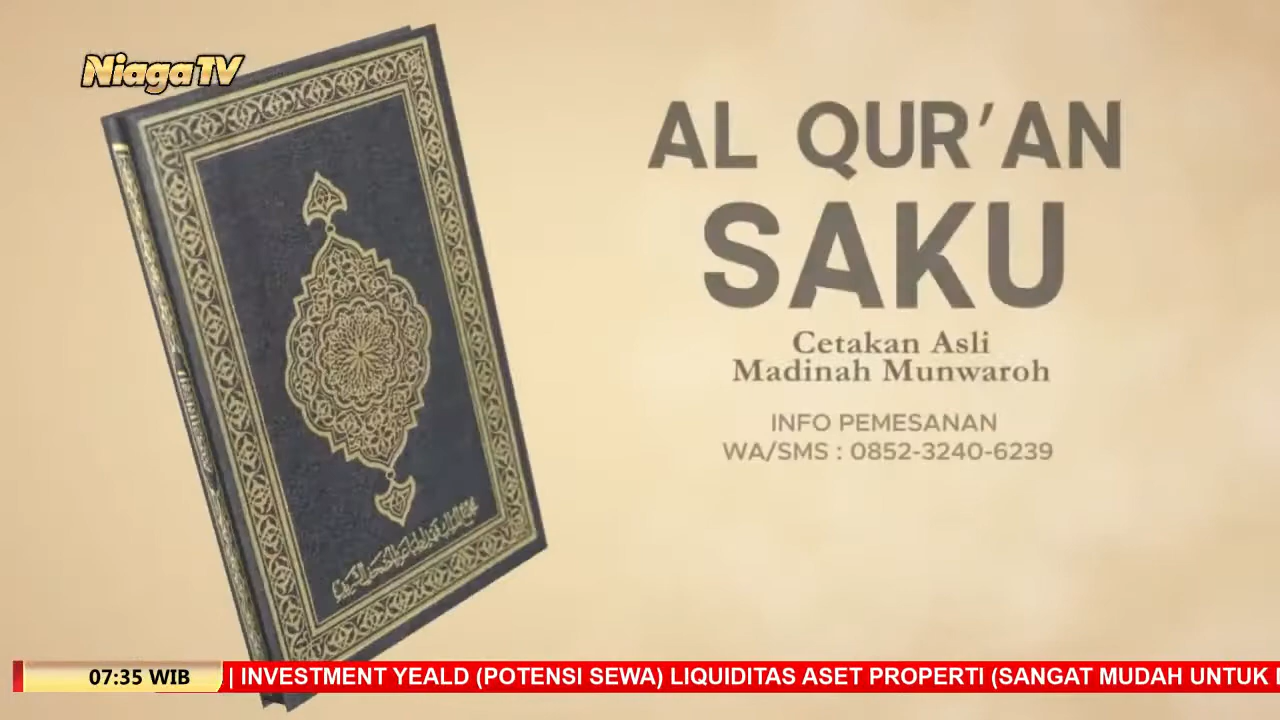 NiagaTV
AL QUR'AN
SAKU
Cetakan Asli
Madinah Munwaroh
INFO PEMESANAN
WA/SMS : 0852-3240-6239
07:35 WIB
| INVESTMENT YEALD (POTENSI SEWA) LIQUIDITAS ASET PROPERTI (SANGAT MUDAH UNTUK